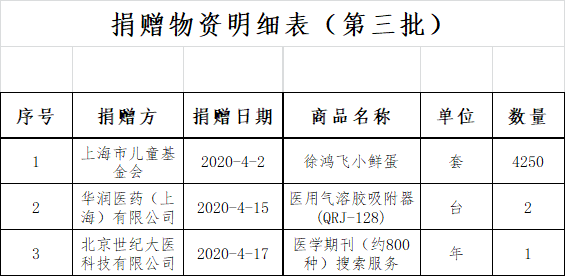 捐赠物资明细表（第三批）
序号 捐赠方 捐赠日期 商品名称 单位 数量
1 上海市儿童基金会 2020-4-2 徐鸿飞小鲜蛋 套 4250
2 华润医药（上海）有限公司 2020-4-15 医用气溶胶吸附器(QRJ-128) 台 2
3 北京世纪大医科技有限公司 2020-4-17 医学期刊（约800种）搜索服务 年 1